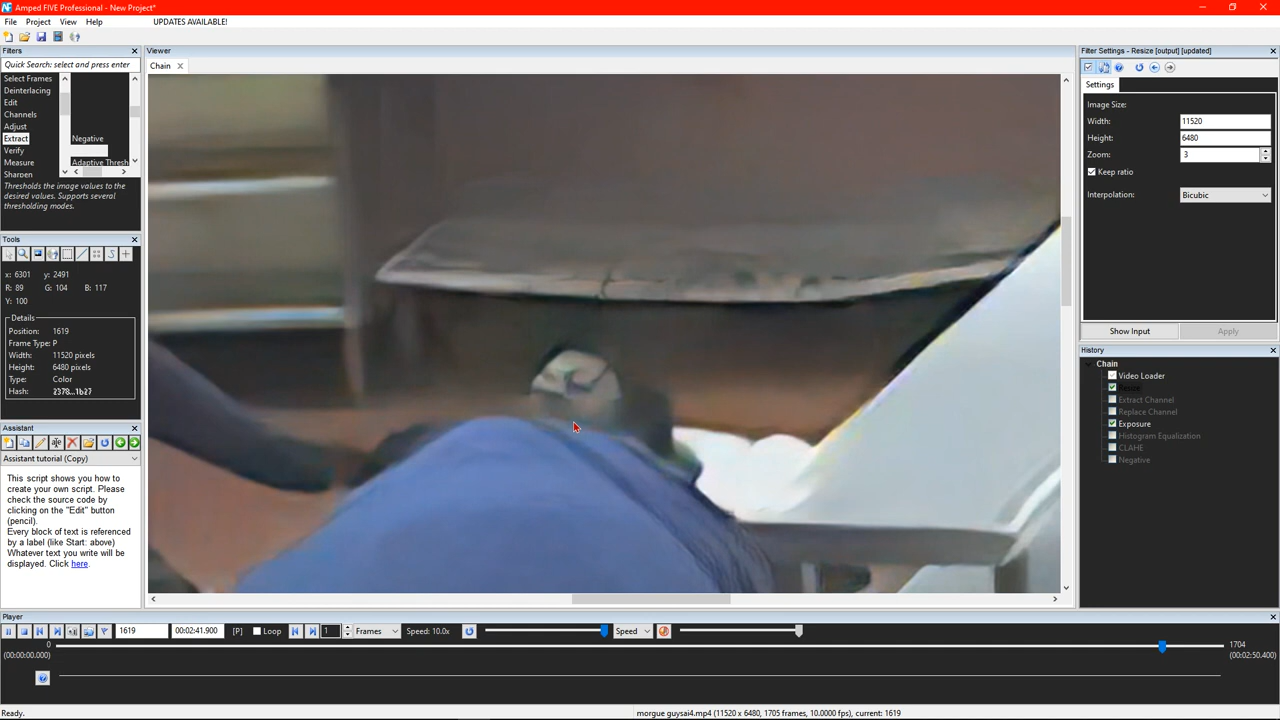 Amped FIVE Professional - New Project*
File Project View Help UPDATES AVAILABLE!
Filters
Quick Search: select and press enter
Select Frames
Deinterlacing
Edit
Channels
Adjust
Extract
Verify
Measure
Sharpen
Negative
Adaptive Thresh
Thresholds the image values to the
desired values. Supports several
thresholding modes.
Tools
x: 6301 y: 2491
R: 89 G: 104 B: 117
Y: 100
Details
Position: 1619
Frame Type: P
Width: 11520 pixels
Height: 6480 pixels
Type: Color
Hash: 2378...1b27
Assistant
Assistant tutorial (Copy)
This script shows you how to
create your own script. Please
check the source code by
clicking on the "Edit" button
(pencil).
Every block of text is referenced
by a label (like Start: above)
Whatever text you write will be
displayed. Click here.
Viewer
Chain
Filter Settings - Resize [output] [updated]
Settings
Image Size:
Width: 11520
Height: 6480
Zoom: 3
Keep ratio
Interpolation: Bicubic
Show Input Apply
History
Chain
Video Loader
Resize
Extract Channel
Replace Channel
Exposure
Histogram Equalization
CLAHE
Negative
Player
1619 00:02:41.900 [P] Loop 1 Frames Speed: 10.0x Speed
0 1704
(00:00:00.000) (00:02:50.400)
Ready. morgue guysai4.mp4 (11520 x 6480, 1705 frames, 10.0000 fps), current: 1619